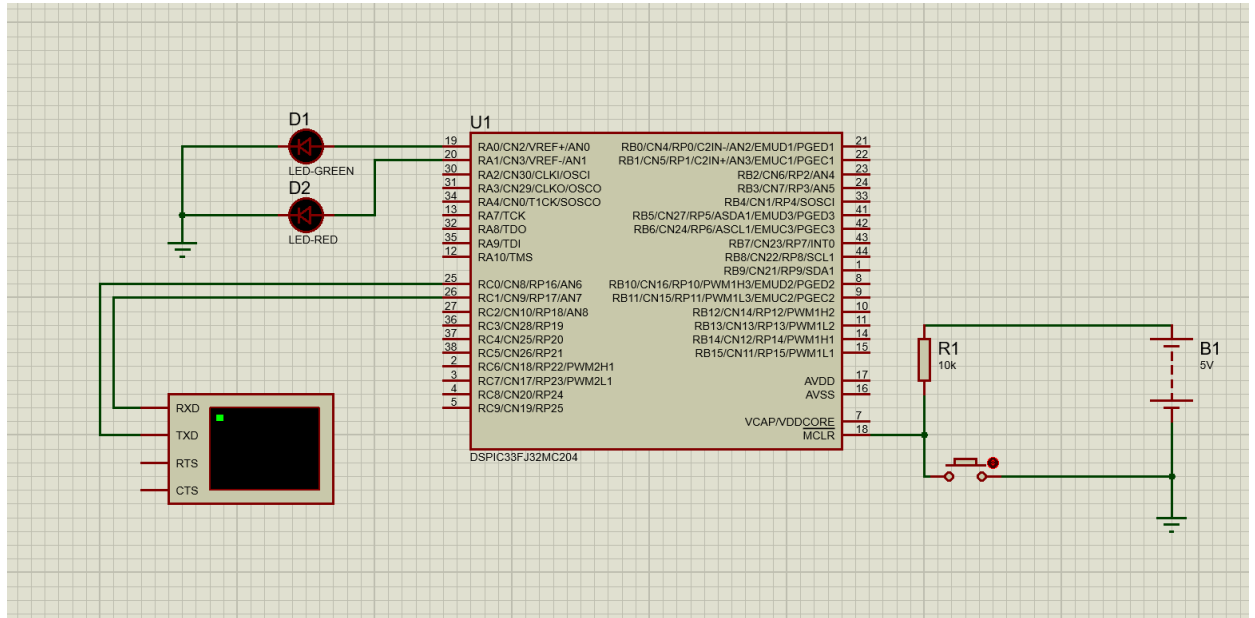 D1
LED-GREEN
D2
LED-RED
U1
19 RA0/CN2/VREF+/AN0 RB0/CN4/RP0/C2IN-/AN2/EMUD1/PGED1 21
20 RA1/CN3/VREF-/AN1 RB1/CN5/RP1/C2IN+/AN3/EMUC1/PGEC1 22
30 RA2/CN30/CLKI/OSCI RB2/CN6/RP2/AN4 23
31 RA3/CN29/CLKO/OSCO RB3/CN7/RP3/AN5 24
34 RA4/CN0/T1CK/SOSCO RB4/CN1/RP4/SOSCI 33
13 RA7/TCK RB5/CN27/RP5/ASDA1/EMUD3/PGED3 41
32 RA8/TDO RB6/CN24/RP6/ASCL1/EMUC3/PGEC3 42
35 RA9/TDI RB7/CN23/RP7/INT0 43
12 RA10/TMS RB8/CN22/RP8/SCL1 44
RB9/CN21/RP9/SDA1 1
25 RC0/CN8/RP16/AN6 RB10/CN16/RP10/PWM1H3/EMUD2/PGED2 8
26 RC1/CN9/RP17/AN7 RB11/CN15/RP11/PWM1L3/EMUC2/PGEC2 9
27 RC2/CN10/RP18/AN8 RB12/CN14/RP12/PWM1H2 10
36 RC3/CN28/RP19 RB13/CN13/RP13/PWM1L2 11
37 RC4/CN25/RP20 RB14/CN12/RP14/PWM1H1 14
38 RC5/CN26/RP21 RB15/CN11/RP15/PWM1L1 15
2 RC6/CN18/RP22/PWM2H1
3 RC7/CN17/RP23/PWM2L1 AVDD 17
4 RC8/CN20/RP24 AVSS 16
5 RC9/CN19/RP25
VCAP/VDDCORE 7
MCLR 18
DSPIC33FJ32MC204
RXD
TXD
RTS
CTS
R1
10k
B1
5V